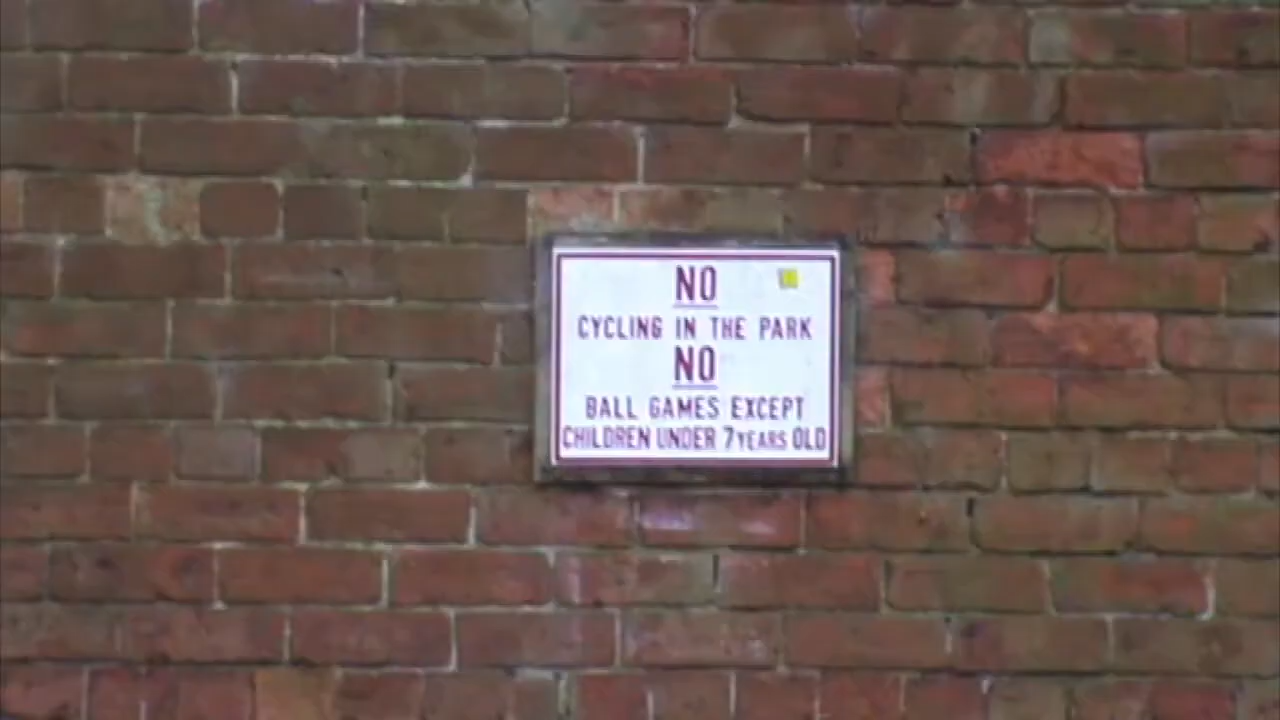 NO
CYCLING IN THE PARK
NO
BALL GAMES EXCEPT
CHILDREN UNDER 7 YEARS OLD